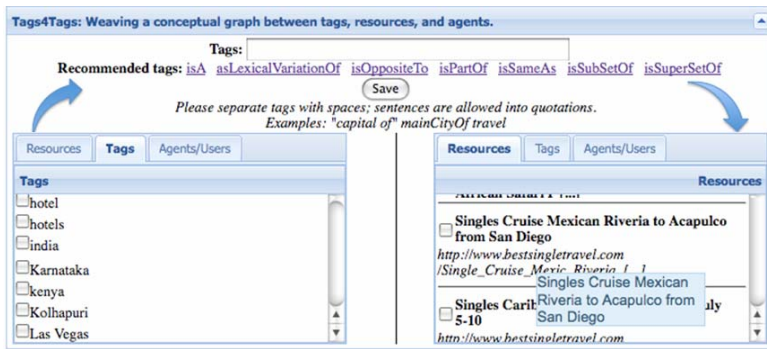 Tags4Tags: Weaving a conceptual graph between tags, resources, and agents.
Tags:
Recommended tags: isA asLexicalVariationOf isOppositeTo isPartOf isSameAs isSubSetOf isSuperSetOf
Save
Please separate tags with spaces; sentences are allowed into quotations.
Examples: "capital of" mainCityOf travel
Resources Tags Agents/Users
Tags
hotel
hotels
india
Karnataka
kenya
Kolhapuri
Las Vegas
Resources Tags Agents/Users
Resources
Singles Cruise Mexican Riveria to Acapulco
from San Diego
http://www.bestsingletravel.com
/Single_Cruise_Mexic_Riveria_[...]
Singles Cruise Mexican
Riveria to Acapulco from
San Diego
Singles Carib uly
5-10
http://www.bestsingletravel.com